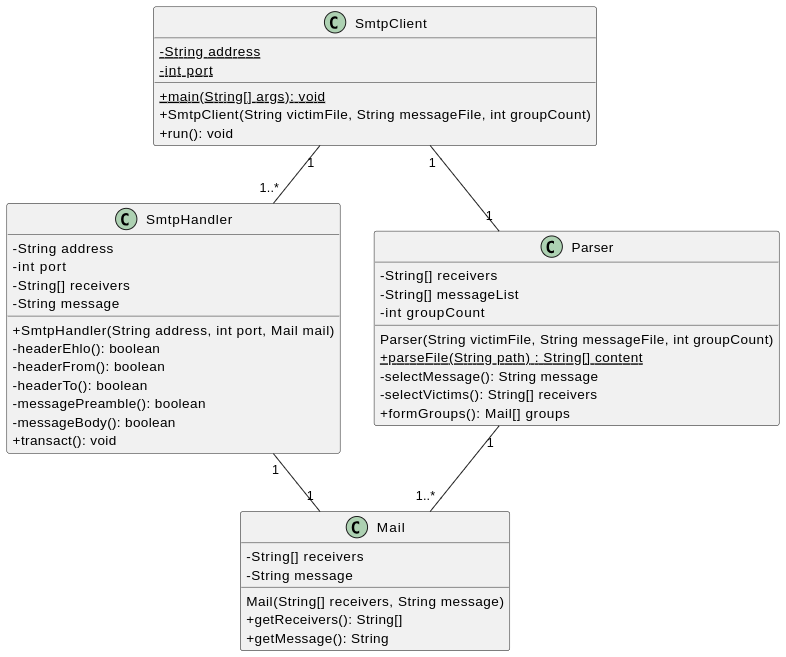 C SmtpClient
-String address
-int port
+main(String[] args): void
+SmtpClient(String victimFile, String messageFile, int groupCount)
+run(): void
1
1
1..*
1
C SmtpHandler
-String address
-int port
-String[] receivers
-String message
+SmtpHandler(String address, int port, Mail mail)
-headerEhlo(): boolean
-headerFrom(): boolean
-headerTo(): boolean
-messagePreamble(): boolean
-messageBody(): boolean
+transact(): void
C Parser
-String[] receivers
-String[] messageList
-int groupCount
Parser(String victimFile, String messageFile, int groupCount)
+parseFile(String path) : String[] content
-selectMessage(): String message
-selectVictims(): String[] receivers
+formGroups(): Mail[] groups
1
1
1
1..*
C Mail
-String[] receivers
-String message
Mail(String[] receivers, String message)
+getReceivers(): String[]
+getMessage(): String